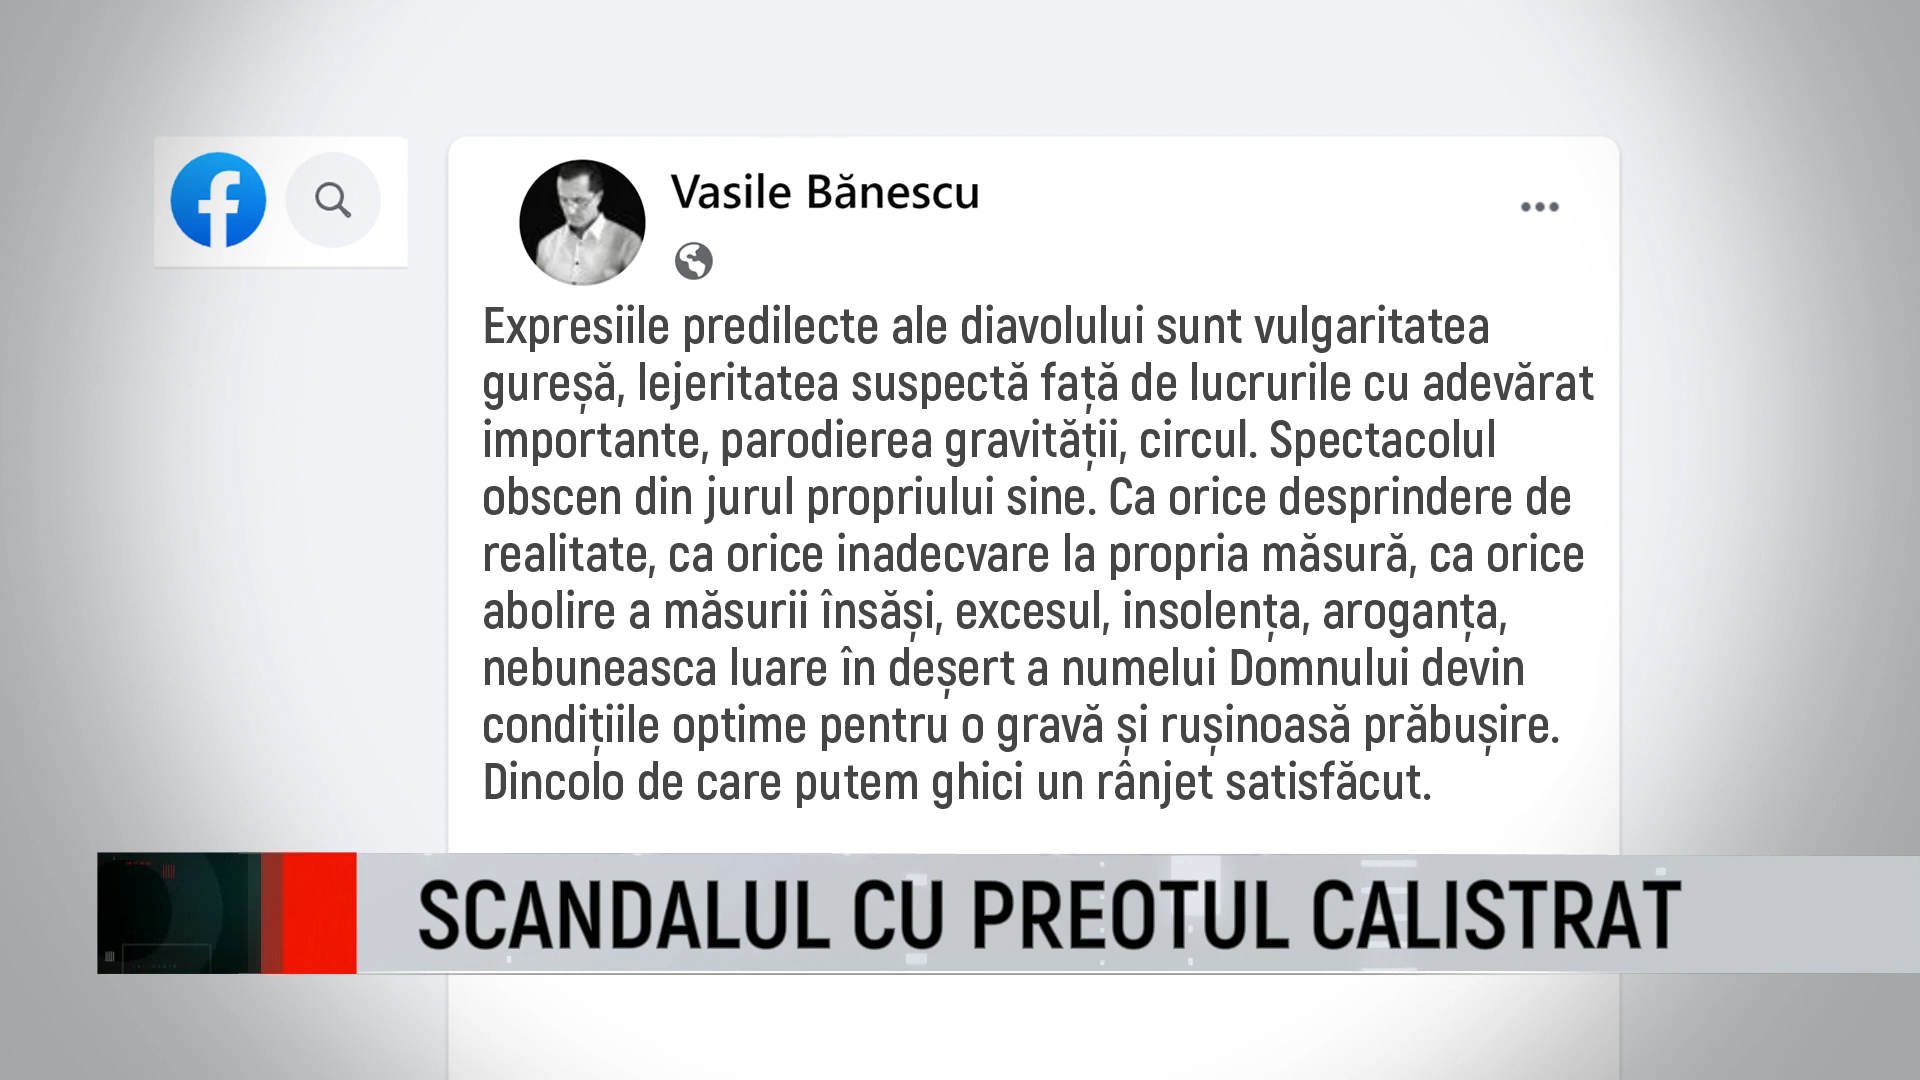 Vasile Bănescu
Expresiile predilecte ale diavolului sunt vulgaritatea
gureșă, lejeritatea suspectă față de lucrurile cu adevărat
importante, parodierea gravității, circul. Spectacolul
obscen din jurul propriului sine. Ca orice desprindere de
realitate, ca orice inadecvare la propria măsură, ca orice
abolire a măsurii însăși, excesul, insolența, aroganța,
nebuneasca luare în deșert a numelui Domnului devin
condițiile optime pentru o gravă și rușinoasă prăbușire.
Dincolo de care putem ghici un rânjet satisfăcut.
SCANDALUL CU PREOTUL CALISTRAT